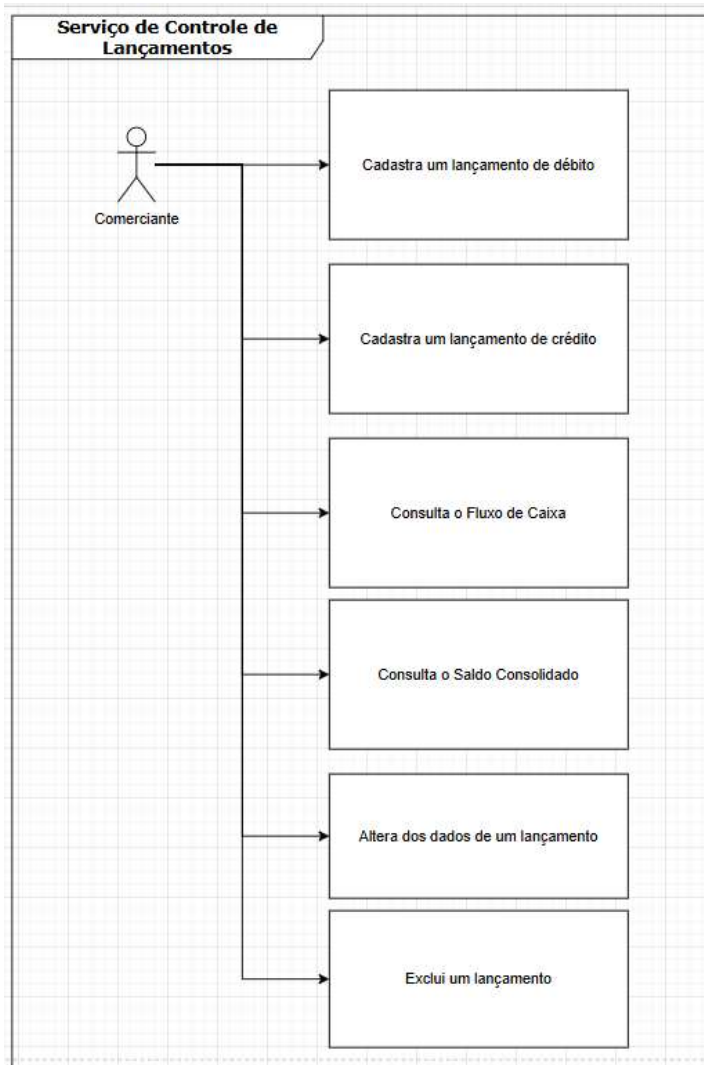 Serviço de Controle de
Lançamentos
Comerciante
Cadastra um lançamento de débito
Cadastra um lançamento de crédito
Consulta o Fluxo de Caixa
Consulta o Saldo Consolidado
Altera dos dados de um lançamento
Exclui um lançamento